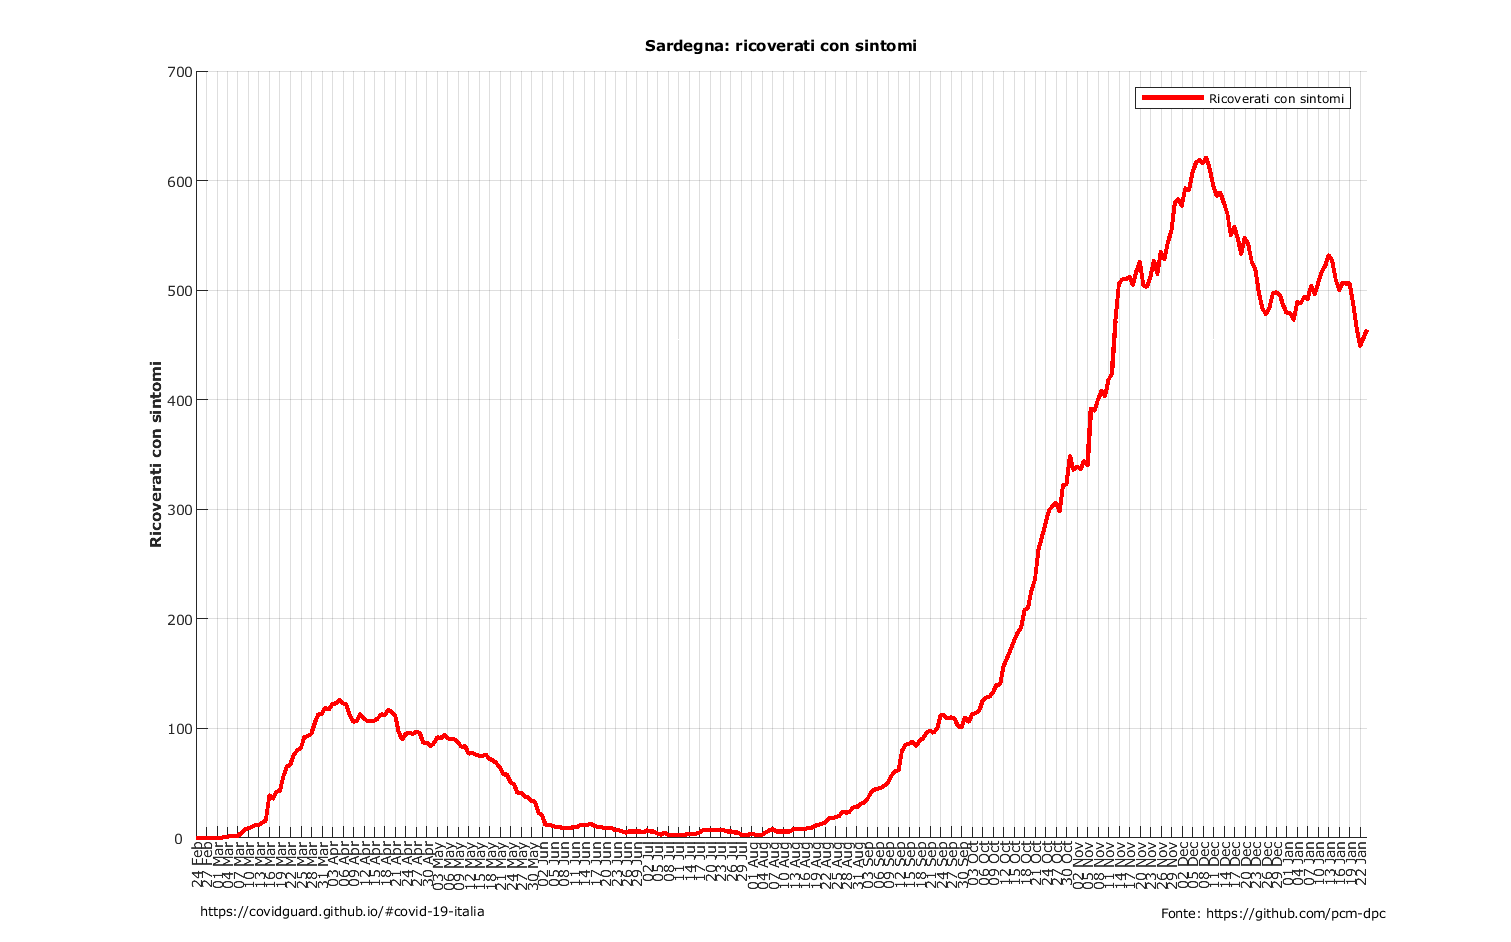 Sardegna: ricoverati con sintomi
Ricoverati con sintomi
Ricoverati con sintomi
700
600
500
400
300
200
100
0
24 Feb
27 Feb
01 Mar
04 Mar
07 Mar
10 Mar
13 Mar
16 Mar
19 Mar
22 Mar
25 Mar
28 Mar
31 Mar
03 Apr
06 Apr
09 Apr
12 Apr
15 Apr
18 Apr
21 Apr
24 Apr
27 Apr
30 Apr
03 May
06 May
09 May
12 May
15 May
18 May
21 May
24 May
27 May
30 May
02 Jun
05 Jun
08 Jun
11 Jun
14 Jun
17 Jun
20 Jun
23 Jun
26 Jun
29 Jun
02 Jul
05 Jul
08 Jul
11 Jul
14 Jul
17 Jul
20 Jul
23 Jul
26 Jul
29 Jul
01 Aug
04 Aug
07 Aug
10 Aug
13 Aug
16 Aug
19 Aug
22 Aug
25 Aug
28 Aug
31 Aug
03 Sep
06 Sep
09 Sep
12 Sep
15 Sep
18 Sep
21 Sep
24 Sep
27 Sep
30 Sep
03 Oct
06 Oct
09 Oct
12 Oct
15 Oct
18 Oct
21 Oct
24 Oct
27 Oct
30 Oct
02 Nov
05 Nov
08 Nov
11 Nov
14 Nov
17 Nov
20 Nov
23 Nov
26 Nov
29 Nov
02 Dec
05 Dec
08 Dec
11 Dec
14 Dec
17 Dec
20 Dec
23 Dec
26 Dec
29 Dec
01 Jan
04 Jan
07 Jan
10 Jan
13 Jan
16 Jan
19 Jan
22 Jan
https://covidguard.github.io/#covid-19-italia
Fonte: https://github.com/pcm-dpc